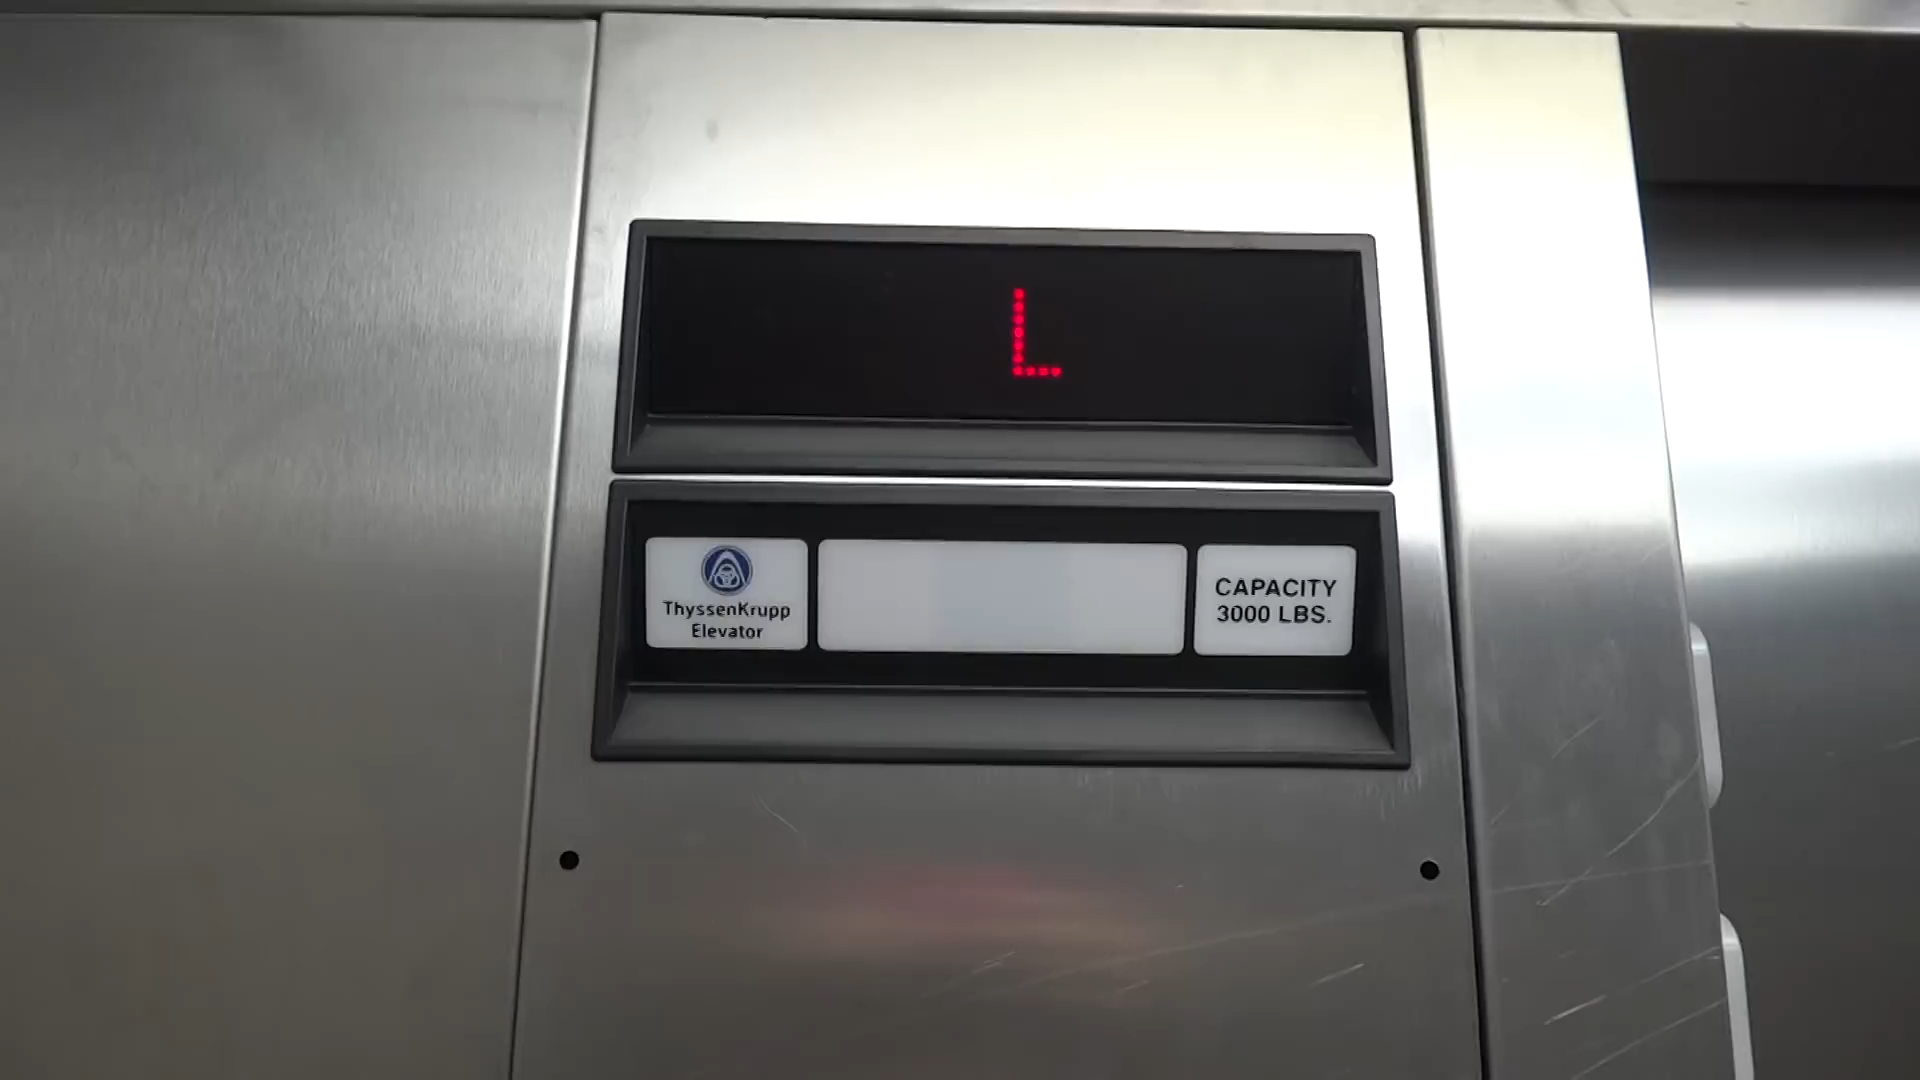 L
ThyssenKrupp
Elevator
CAPACITY
3000 LBS.